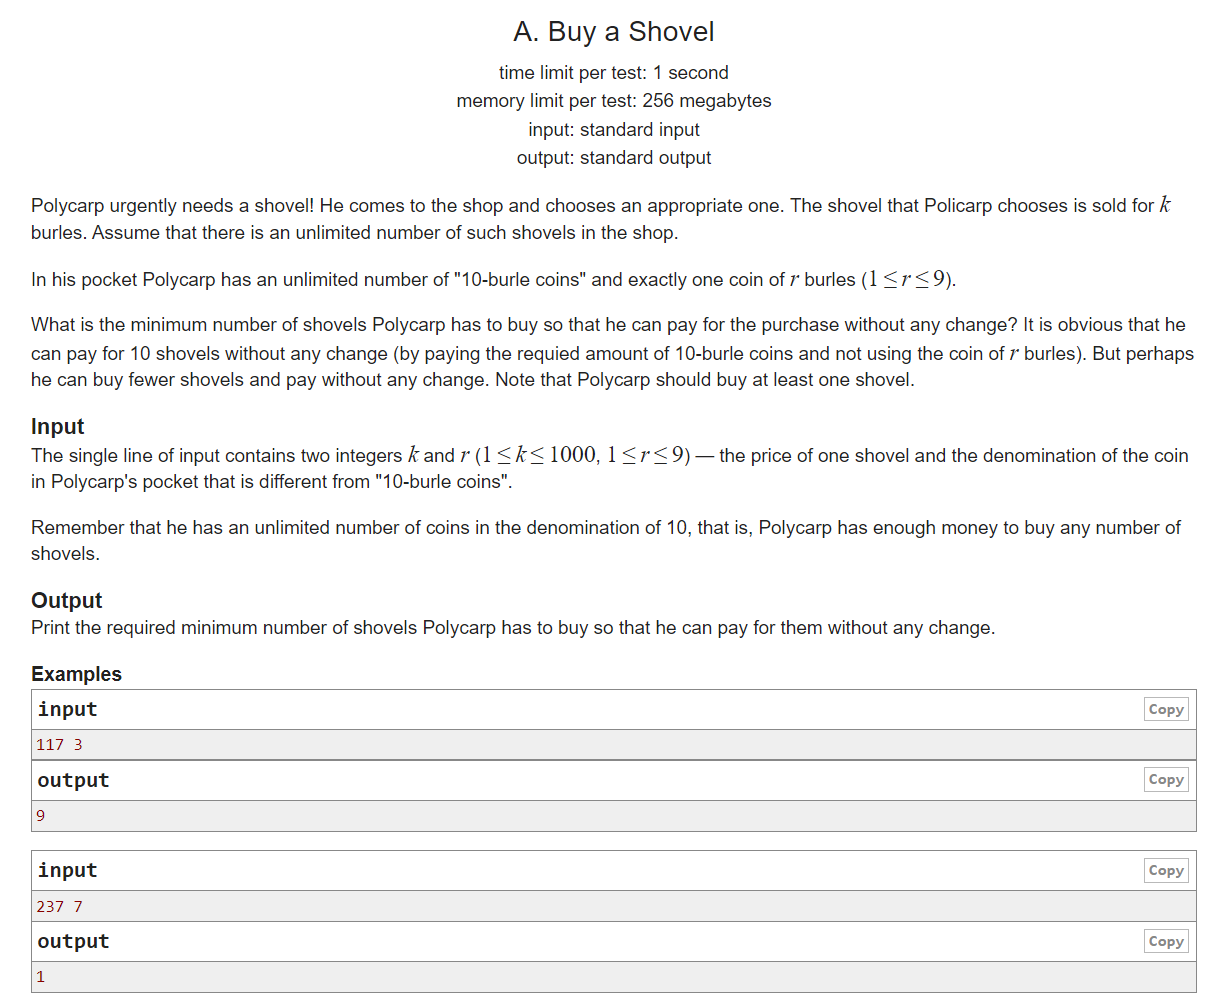 A. Buy a Shovel
time limit per test: 1 second
memory limit per test: 256 megabytes
input: standard input
output: standard output
Polycarp urgently needs a shovel! He comes to the shop and chooses an appropriate one. The shovel that Policarp chooses is sold for k
burles. Assume that there is an unlimited number of such shovels in the shop.
In his pocket Polycarp has an unlimited number of "10-burle coins" and exactly one coin of r burles (1 ≤ r ≤ 9).
What is the minimum number of shovels Polycarp has to buy so that he can pay for the purchase without any change? It is obvious that he
can pay for 10 shovels without any change (by paying the requied amount of 10-burle coins and not using the coin of r burles). But perhaps
he can buy fewer shovels and pay without any change. Note that Polycarp should buy at least one shovel.
Input
The single line of input contains two integers k and r (1 ≤ k ≤ 1000, 1 ≤ r ≤ 9) — the price of one shovel and the denomination of the coin
in Polycarp's pocket that is different from "10-burle coins".
Remember that he has an unlimited number of coins in the denomination of 10, that is, Polycarp has enough money to buy any number of
shovels.
Output
Print the required minimum number of shovels Polycarp has to buy so that he can pay for them without any change.
Examples
input Copy
117 3
output Copy
9
input Copy
237 7
output Copy
1